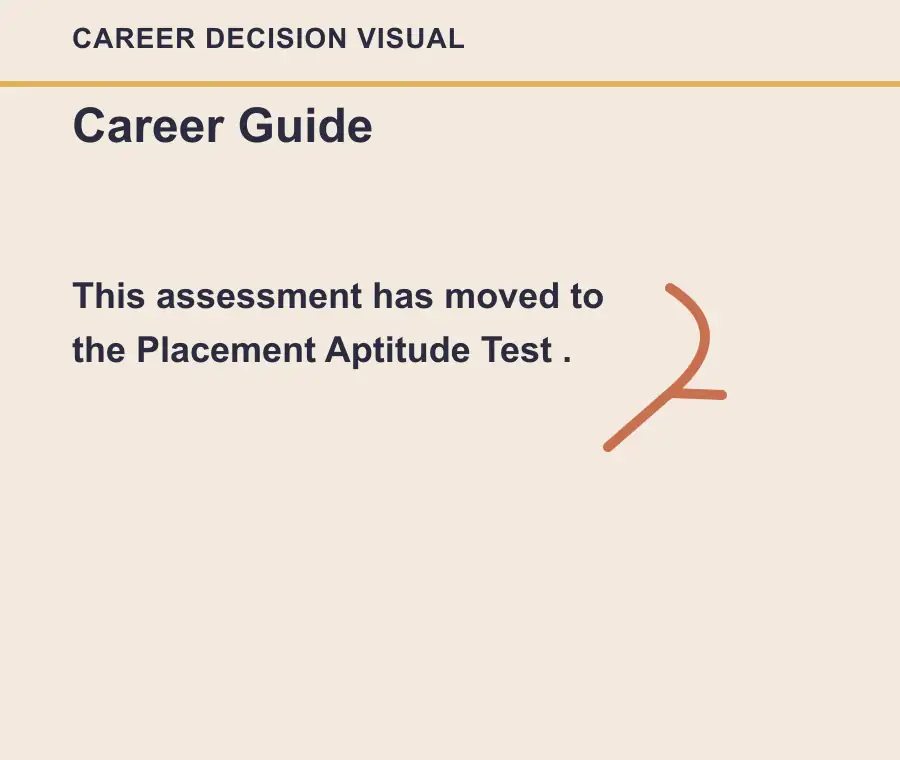 CAREER DECISION VISUAL
Career Guide
This assessment has moved to
the Placement Aptitude Test .